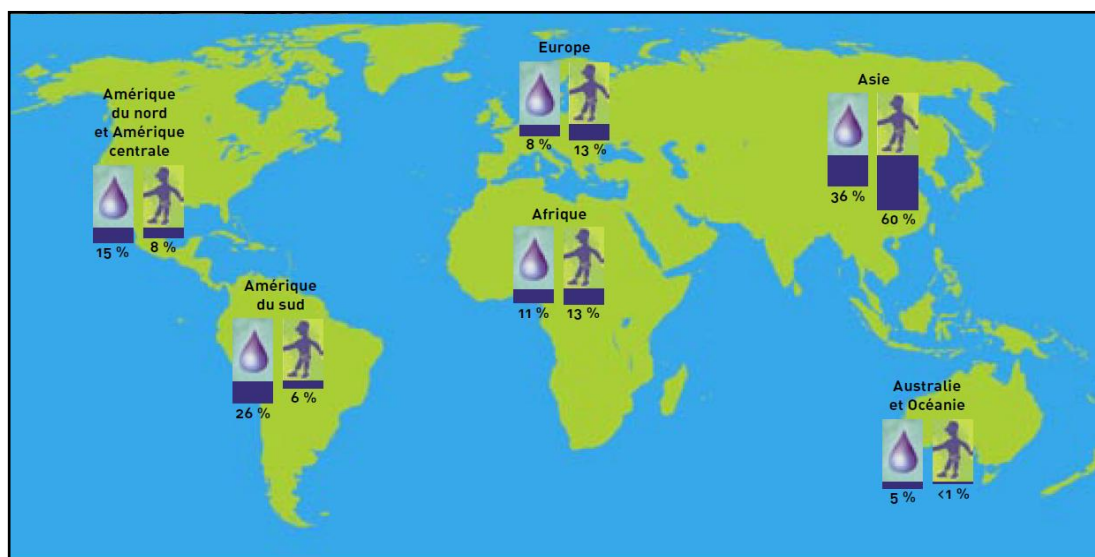 Amérique
du nord
et Amérique
centrale
15 %
8 %
Amérique
du sud
26 %
6 %
Europe
8 %
13 %
Afrique
11 %
13 %
Asie
36 %
60 %
Australie
et Océanie
5 %
<1 %